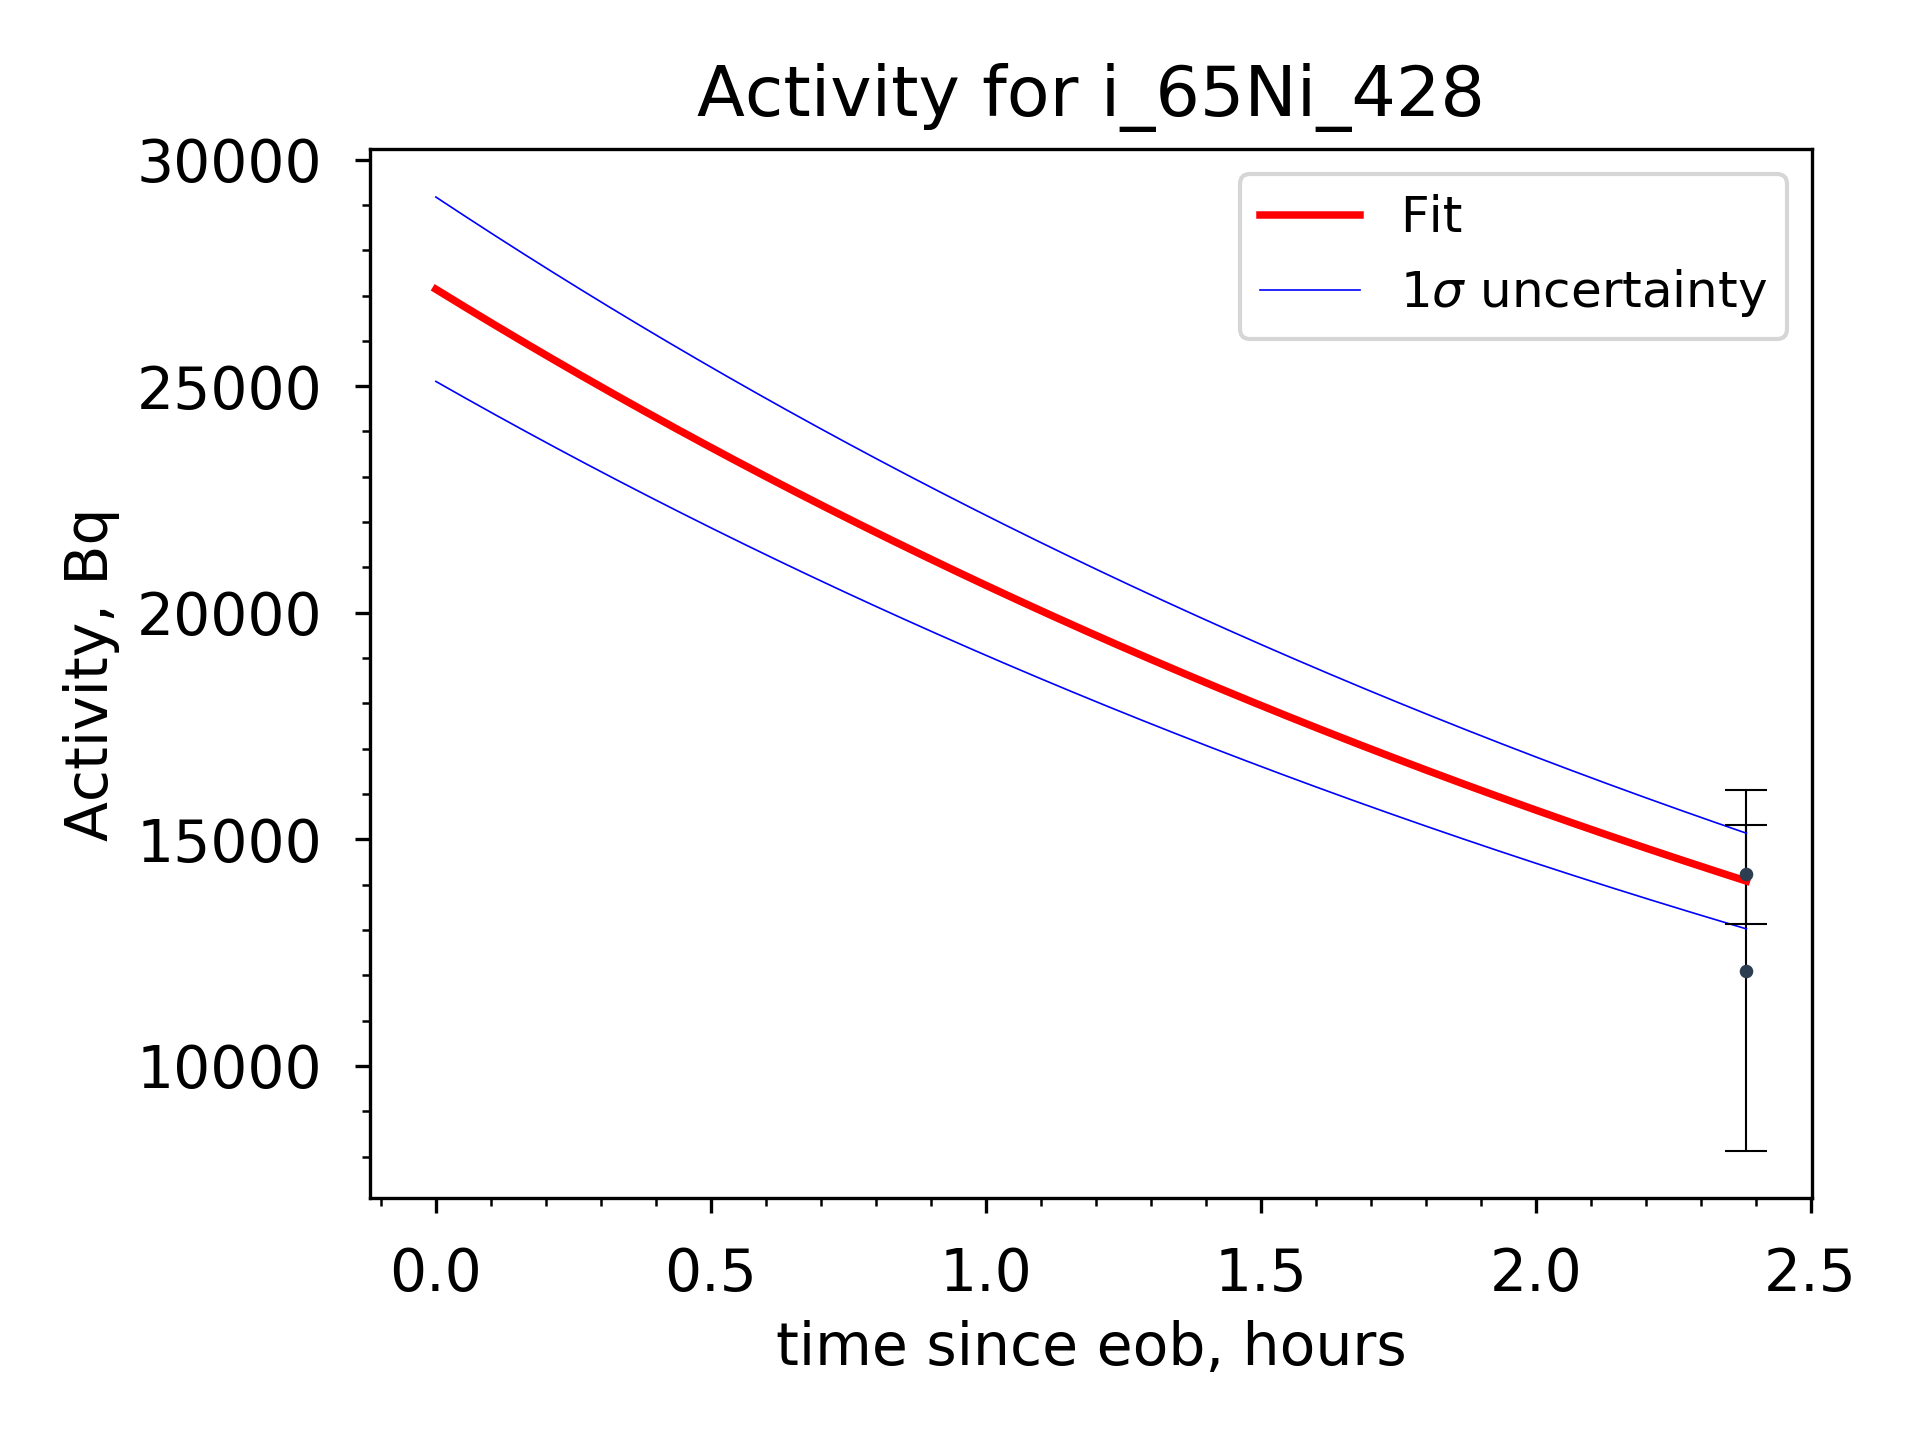 Activity for i_65Ni_428
30000
25000
20000
15000
10000
Activity, Bq
Fit
1σ uncertainty
0.0 0.5 1.0 1.5 2.0 2.5
time since eob, hours